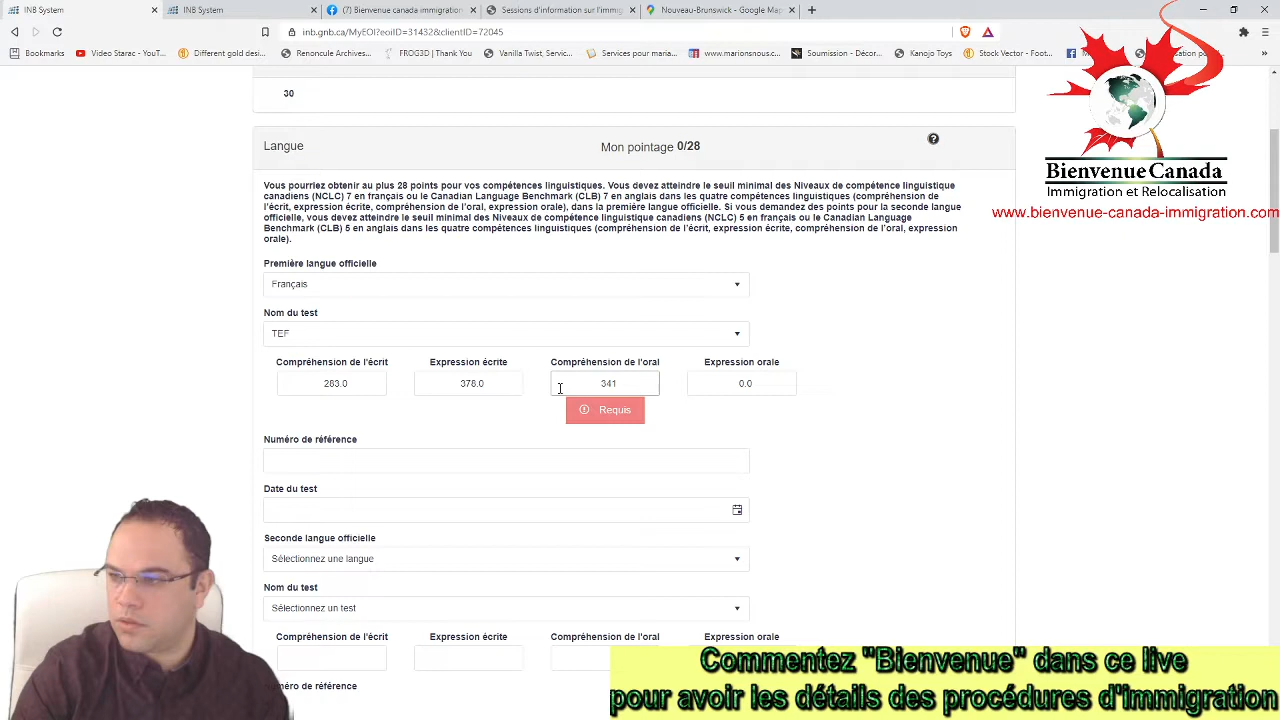 INB System
INB System
(7) Bienvenue canada immigration
Sessions d'information sur l'immig
Nouveau-Brunswick - Google Map
inb.gnb.ca/MyEOI?eoiID=31432&clientID=72045
Bookmarks
Video Starac - YouT...
Different gold desi...
Renoncule Archives...
FROG3D | Thank You
Venilla Twist, Servi...
Services pour maria...
www.marionsnous....
Soumission - Décor...
Kanojo Toys
Stock Vector - Foot...
30
Langue
Mon pointage 0/28
Vous pourriez obtenir au plus 28 points pour vos compétences linguistiques. Vous devez atteindre le seuil minimal des Niveaux de compétence linguistique
canadiens (NCLC) 7 en français ou le Canadian Language Benchmark (CLB) 7 en anglais dans les quatre compétences linguistiques (compréhension de
l'écrit, expression écrite, compréhension de l'oral, expression orale), dans la première langue officielle. Si vous demandez des points pour la seconde langue
officielle, vous devez atteindre le seuil minimal des Niveaux de compétence linguistique canadiens (NCLC) 5 en français ou le Canadian Language
Benchmark (CLB) 5 en anglais dans les quatre compétences linguistiques (compréhension de l'écrit, expression écrite, compréhension de l'oral, expression
orale).
Première langue officielle
Français
Nom du test
TEF
Compréhension de l'écrit
Expression écrite
Compréhension de l'oral
Expression orale
283.0
378.0
341
0.0
Requis
Numéro de référence
Date du test
Seconde langue officielle
Sélectionnez une langue
Nom du test
Sélectionnez un test
Compréhension de l'écrit
Expression écrite
Compréhension de l'oral
Expression orale
méro de référence
Bienvenue Canada
Immigration et Relocalisation
www.bienvenue-canada-immigration.com
Commentez "Bienvenue" dans ce live
pour avoir les détails des procédures d'immigration